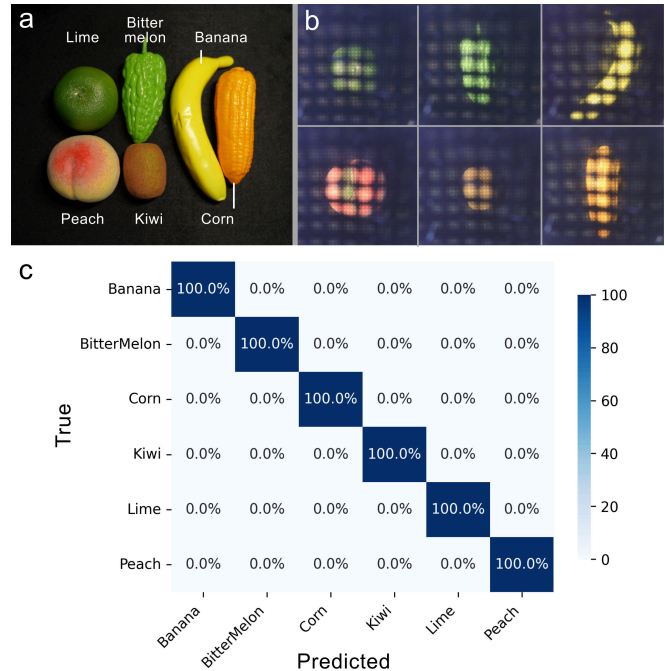 a
Lime
Bitter
melon
Banana
Peach
Kiwi
Corn
b
c
True
Banana
100.0% 0.0% 0.0% 0.0% 0.0% 0.0%
BitterMelon
0.0% 100.0% 0.0% 0.0% 0.0% 0.0%
Corn
0.0% 0.0% 100.0% 0.0% 0.0% 0.0%
Kiwi
0.0% 0.0% 0.0% 100.0% 0.0% 0.0%
Lime
0.0% 0.0% 0.0% 0.0% 100.0% 0.0%
Peach
0.0% 0.0% 0.0% 0.0% 0.0% 100.0%
Banana
BitterMelon
Corn
Kiwi
Lime
Peach
Predicted
100
80
60
40
20
0